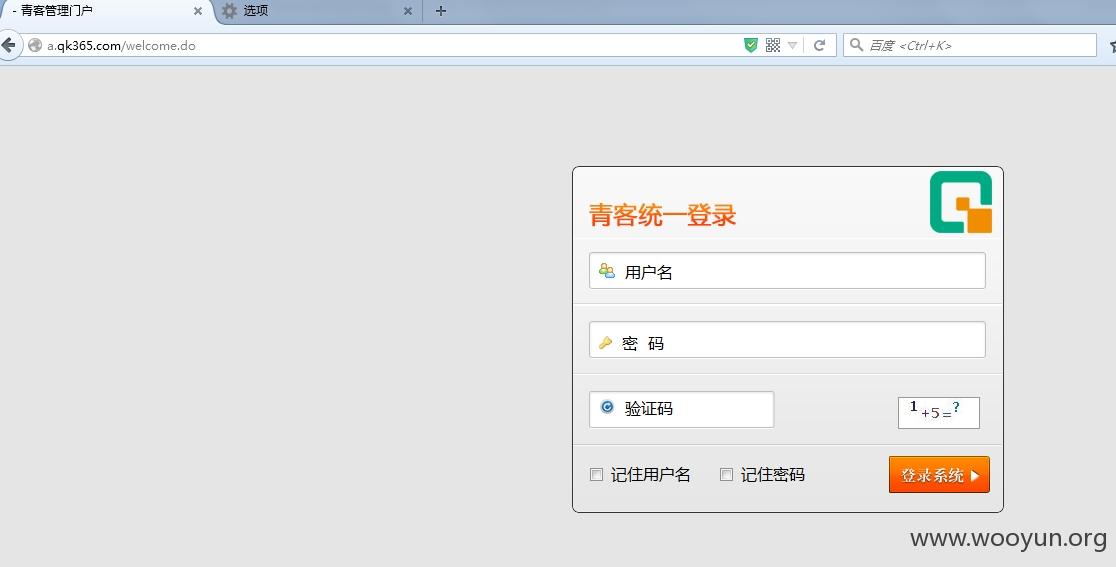 - 青客管理门户
选项
a.qk365.com/welcome.do
百度 <Ctrl+K>
青客统一登录
用户名
密 码
验证码
1+5=?
记住用户名
记住密码
登录系统
www.wooyun.org